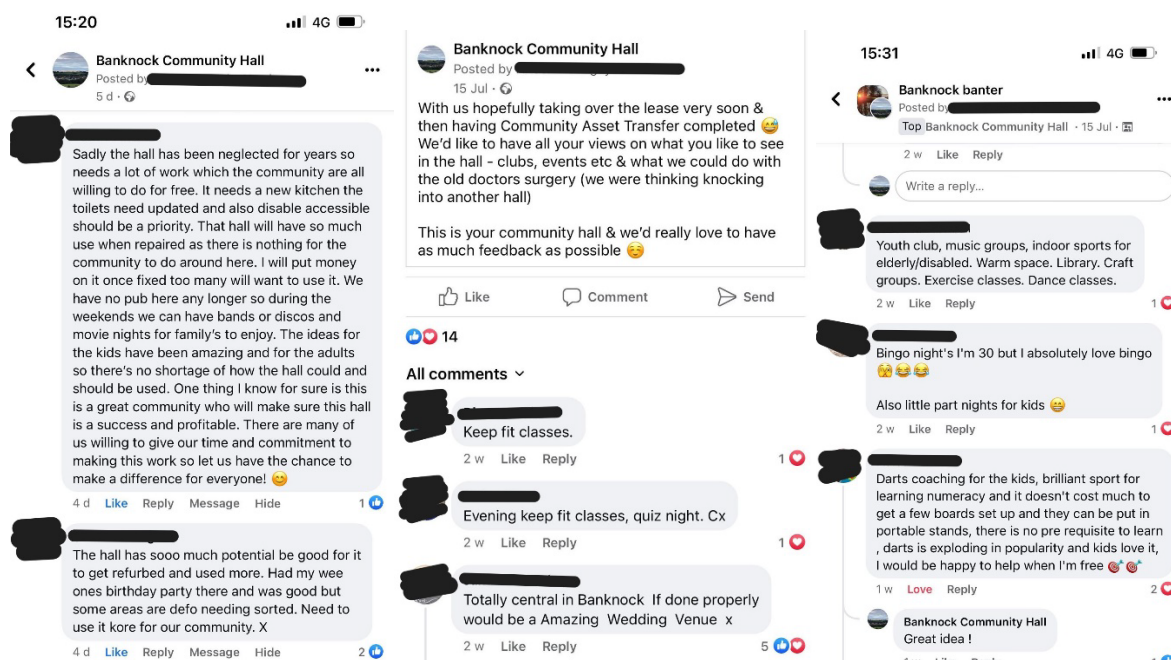 15:20
4G
Banknock Community Hall
Posted by
5 d ·
Sadly the hall has been neglected for years so
needs a lot of work which the community are all
willing to do for free. It needs a new kitchen the
toilets need updated and also disable accessible
should be a priority. That hall will have so much
use when repaired as there is nothing for the
community to do around here. I will put money
on it once fixed too many will want to use it. We
have no pub here any longer so during the
weekends we can have bands or discos and
movie nights for family's to enjoy. The ideas for
the kids have been amazing and for the adults
so there's no shortage of how the hall could and
should be used. One thing I know for sure is this
is a great community who will make sure this hall
is a success and profitable. There are many of
us willing to give our time and commitment to
making this work so let us have the chance to
make a difference for everyone! 😊
4 d Like Reply Message Hide 1
The hall has sooo much potential be good for it
to get refurbed and used more. Had my wee
ones birthday party there and was good but
some areas are defo needing sorted. Need to
use it kore for our community. X
4 d Like Reply Message Hide 2
Banknock Community Hall
Posted by
15 Jul ·
With us hopefully taking over the lease very soon &
then having Community Asset Transfer completed 😅
We'd like to have all your views on what you like to see
in the hall - clubs, events etc & what we could do with
the old doctors surgery (we were thinking knocking
into another hall)
This is your community hall & we'd really love to have
as much feedback as possible ☺️
Like Comment Send
14
All comments
Keep fit classes.
2 w Like Reply 1
Evening keep fit classes, quiz night. Cx
2 w Like Reply 1
Totally central in Banknock If done properly
would be a Amazing Wedding Venue x
2 w Like Reply 5
15:31
4G
Banknock banter
Posted by
Top Banknock Community Hall · 15 Jul ·
2 w Like Reply
Write a reply...
Youth club, music groups, indoor sports for
elderly/disabled. Warm space. Library. Craft
groups. Exercise classes. Dance classes.
2 w Like Reply 1
Bingo night's I'm 30 but I absolutely love bingo
🫣😂😂
Also little part nights for kids 😁
2 w Like Reply 1
Darts coaching for the kids, brilliant sport for
learning numeracy and it doesn't cost much to
get a few boards set up and they can be put in
portable stands, there is no pre requisite to learn
, darts is exploding in popularity and kids love it,
I would be happy to help when I'm free 🎯 🎯
1 w Love Reply 2
Banknock Community Hall
Great idea !